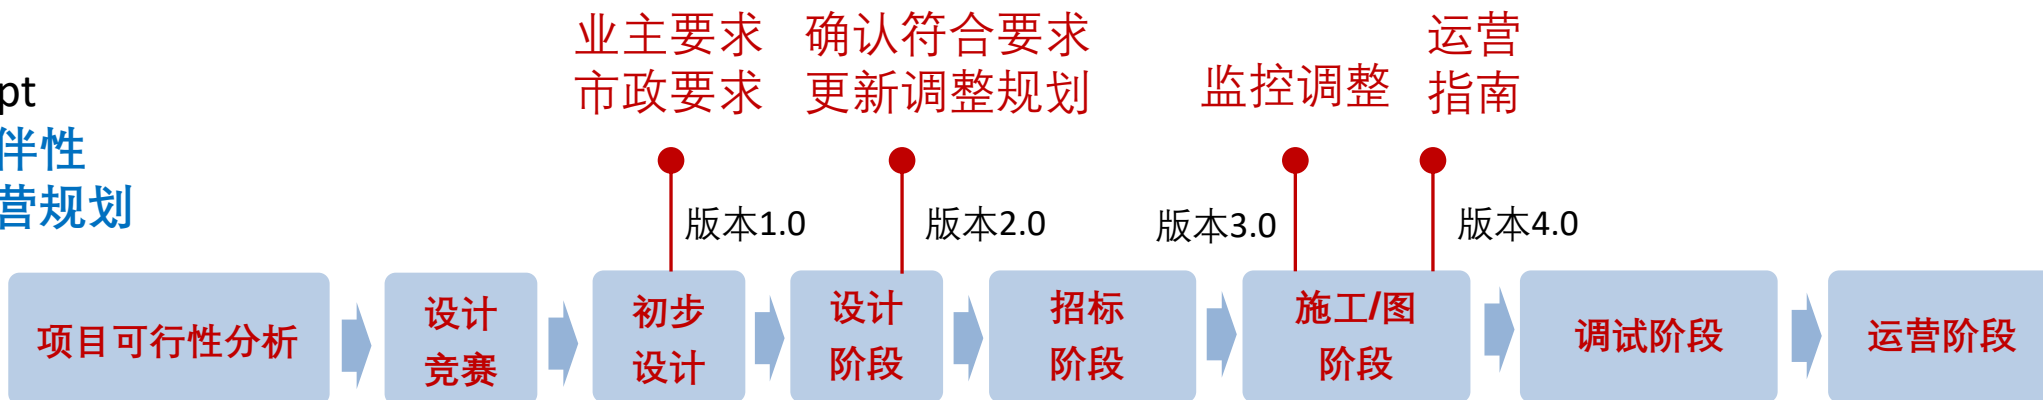 业主要求
市政要求
确认符合要求
更新调整规划
监控调整
运营
指南
pt
伴性
营规划
版本1.0
版本2.0
版本3.0
版本4.0
项目可行性分析
设计
竞赛
初步
设计
设计
阶段
招标
阶段
施工/图
阶段
调试阶段
运营阶段